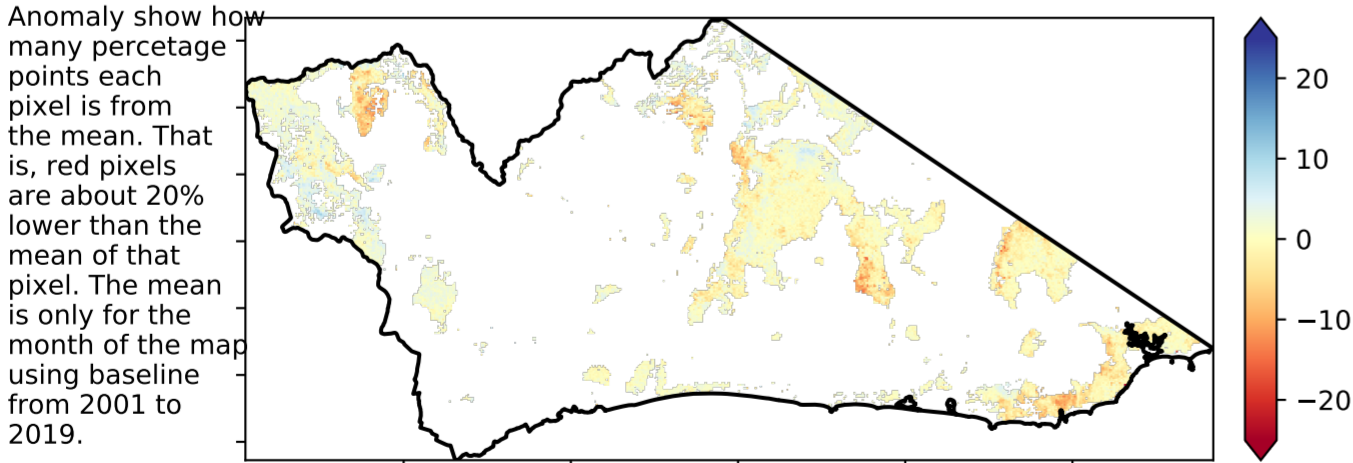 Anomaly show how
many percetage
points each
pixel is from
the mean. That
is, red pixels
are about 20%
lower than the
mean of that
pixel. The mean
is only for the
month of the map
using baseline
from 2001 to
2019.
20
10
0
−10
−20